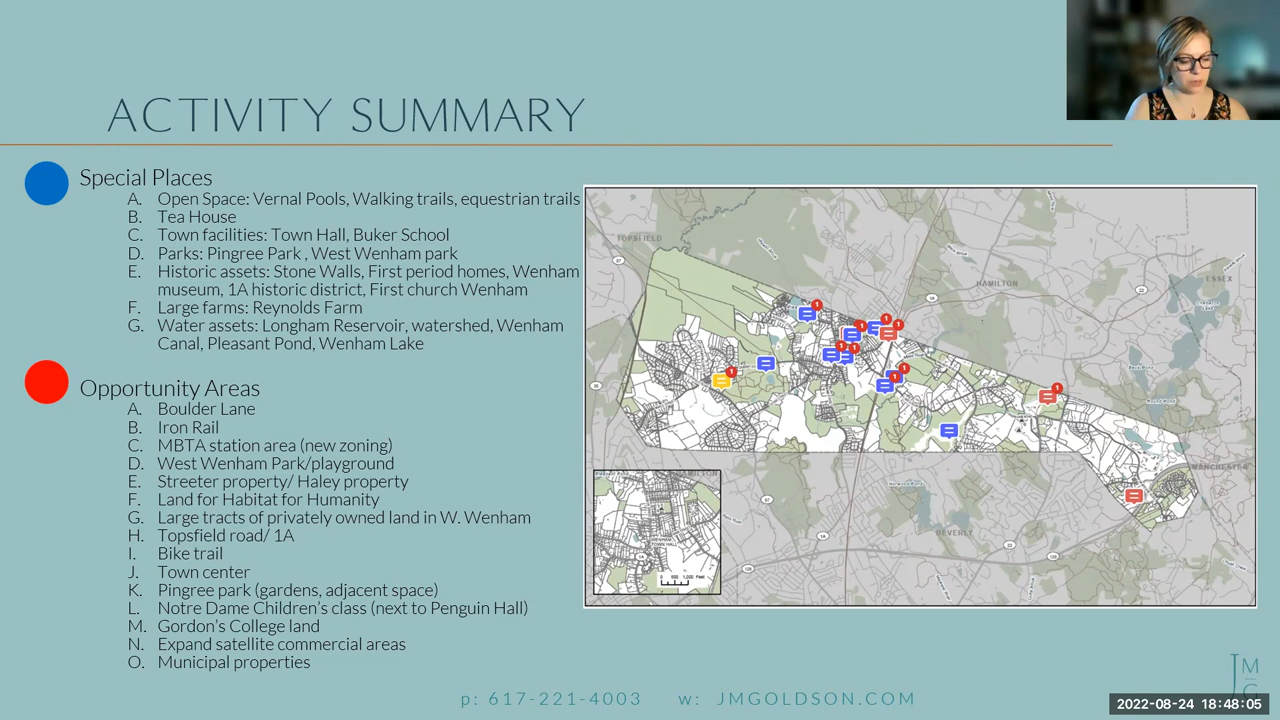 ACTIVITY SUMMARY
Special Places
A. Open Space: Vernal Pools, Walking trails, equestrian trails
B. Tea House
C. Town facilities: Town Hall, Buker School
D. Parks: Pingree Park , West Wenham park
E. Historic assets: Stone Walls, First period homes, Wenham
museum, 1A historic district, First church Wenham
F. Large farms: Reynolds Farm
G. Water assets: Longham Reservoir, watershed, Wenham
Canal, Pleasant Pond, Wenham Lake
Opportunity Areas
A. Boulder Lane
B. Iron Rail
C. MBTA station area (new zoning)
D. West Wenham Park/playground
E. Streeter property/ Haley property
F. Land for Habitat for Humanity
G. Large tracts of privately owned land in W. Wenham
H. Topsfield road/ 1A
I. Bike trail
J. Town center
K. Pingree park (gardens, adjacent space)
L. Notre Dame Children's class (next to Penguin Hall)
M. Gordon's College land
N. Expand satellite commercial areas
O. Municipal properties
TOPSFIELD
HAMILTON
ESSEX
MANCHESTER
BEVERLY
p: 617-221-4003 w: JMGOLDSON.COM
JM
G
2022-08-24 18:48:05